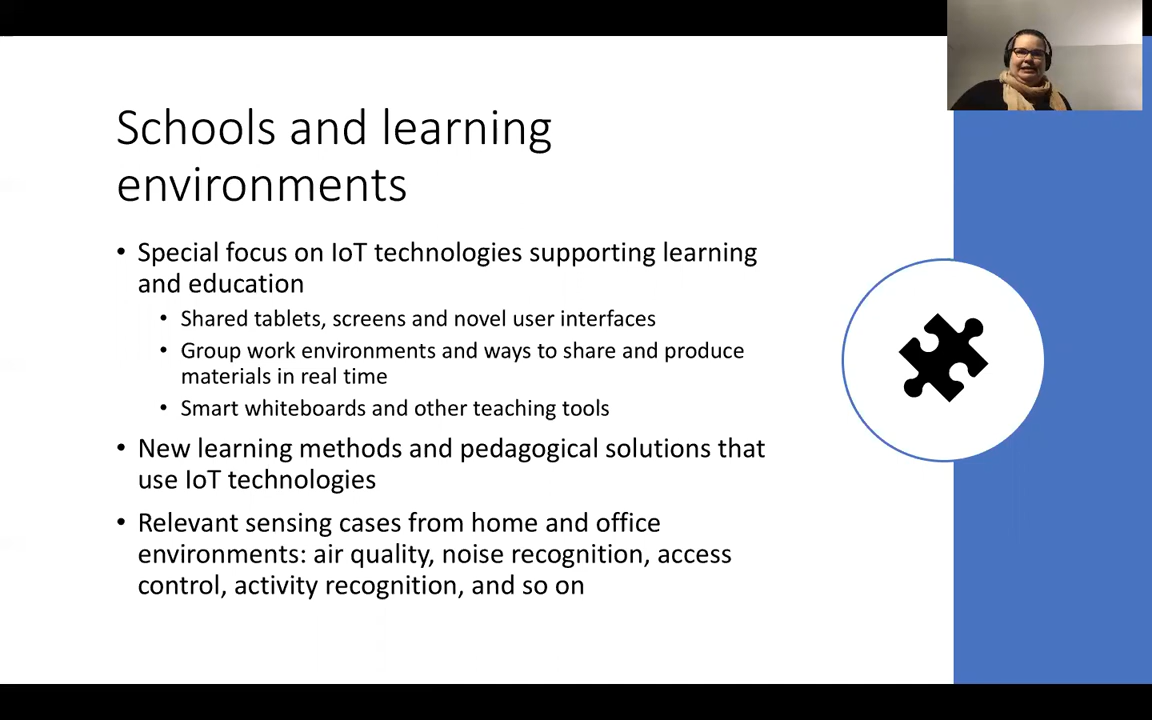 Schools and learning
environments
• Special focus on IoT technologies supporting learning
and education
• Shared tablets, screens and novel user interfaces
• Group work environments and ways to share and produce
materials in real time
• Smart whiteboards and other teaching tools
• New learning methods and pedagogical solutions that
use IoT technologies
• Relevant sensing cases from home and office
environments: air quality, noise recognition, access
control, activity recognition, and so on